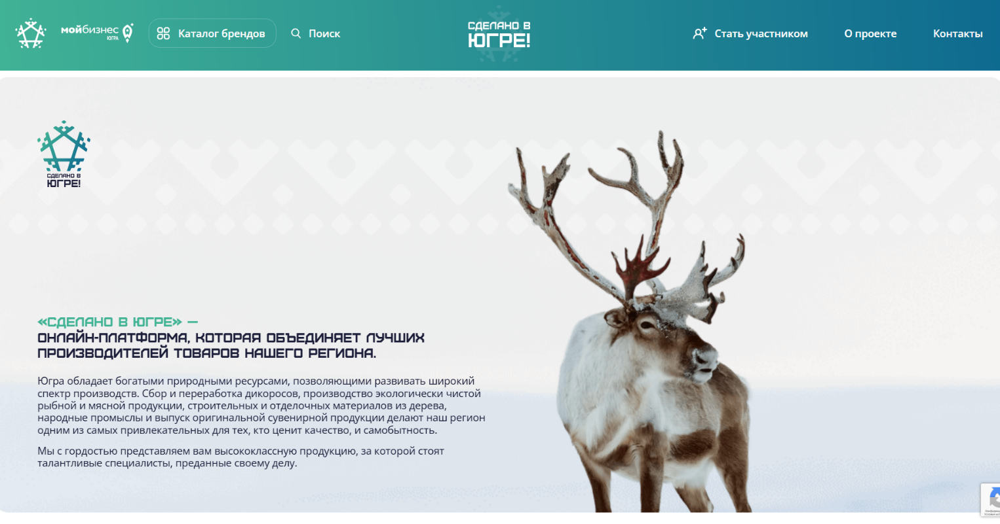 мойбизнес
ЮГРА
Каталог брендов
Поиск
СДЕЛАНО В
ЮГРЕ!
Стать участником
О проекте
Контакты
СДЕЛАНО В
ЮГРЕ!
«СДЕЛАНО В ЮГРЕ» —
ОНЛАЙН-ПЛАТФОРМА, КОТОРАЯ ОБЪЕДИНЯЕТ ЛУЧШИХ
ПРОИЗВОДИТЕЛЕЙ ТОВАРОВ НАШЕГО РЕГИОНА.
Югра обладает богатыми природными ресурсами, позволяющими развивать широкий
спектр производств. Сбор и переработка дикоросов, производство экологически чистой
рыбной и мясной продукции, строительных и отделочных материалов из дерева,
народные промыслы и выпуск оригинальной сувенирной продукции делают наш регион
одним из самых привлекательных для тех, кто ценит качество, и самобытность.
Мы с гордостью представляем вам высококлассную продукцию, за которой стоят
талантливые специалисты, преданные своему делу.